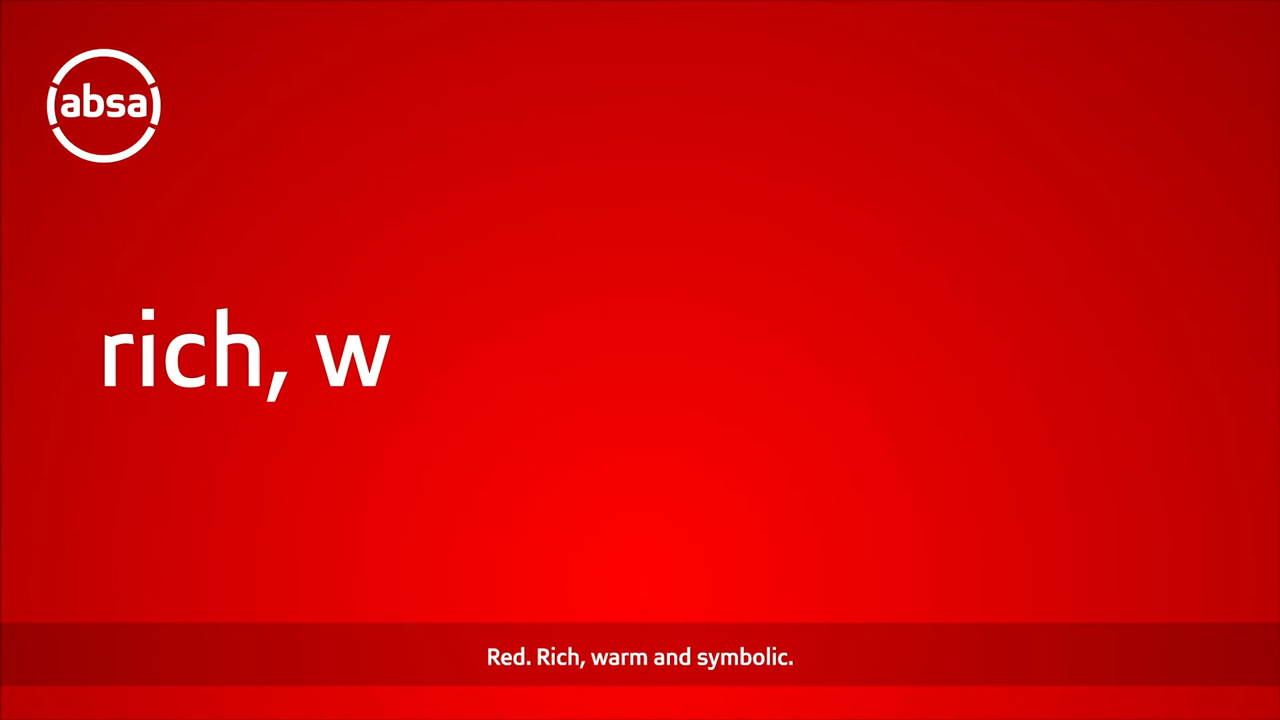 absa
rich, w
Red. Rich, warm and symbolic.